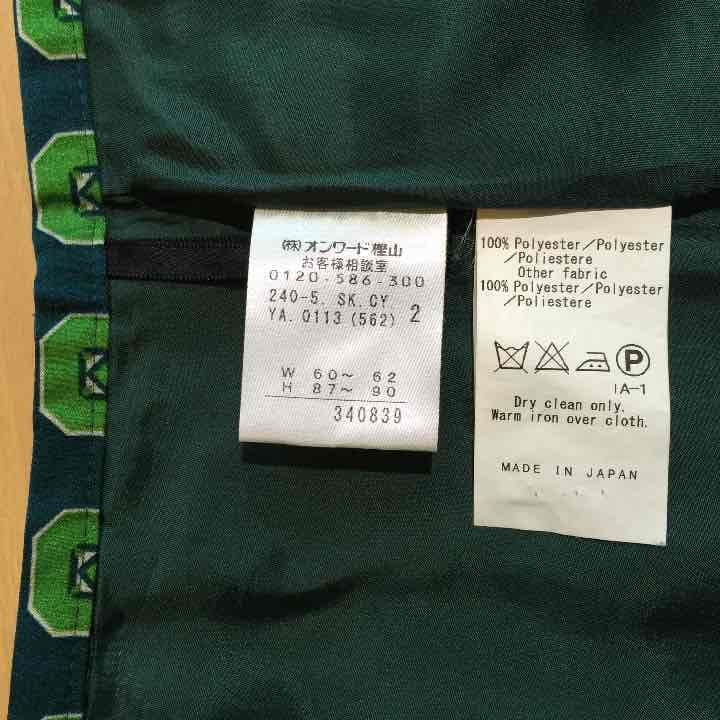 (株)オンワード樫山
お客様相談室
0120-586-300
240-5. SK.CY
YA. 0113 (562) 2
W 60～ 62
H 87～ 90
340839
100% Polyester/Polyester
/Poliestere
Other fabric
100% Polyester/Polyester
/Poliestere
P
IA-1
Dry clean only.
Warm iron over cloth.
MADE IN JAPAN